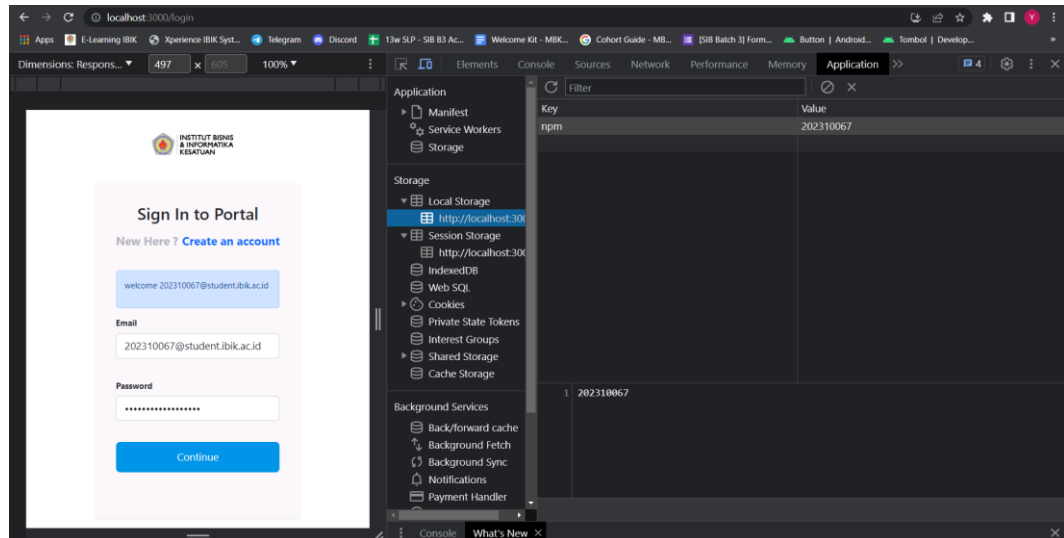 localhost:3000/login
Y
Apps E-Learning IBIK Xperience IBIK Syst... Telegram Discord 13w SLP - SIB B3 Ac... Welcome Kit - MBK... Cohort Guide - MB... [SIB Batch 3] Form... Button | Android... Tombol | Develop... »
Dimensions: Respons... 497 x 605 100%
Elements Console Sources Network Performance Memory Application 4
INSTITUT BISNIS
& INFORMATIKA
KESATUAN
Sign In to Portal
New Here ? Create an account
welcome 202310067@student.ibik.ac.id
Email
202310067@student.ibik.ac.id
Password
••••••••••••••••••
Continue
Application
Manifest
Service Workers
Storage
Storage
Local Storage
http://localhost:300
Session Storage
http://localhost:300
IndexedDB
Web SQL
Cookies
Private State Tokens
Interest Groups
Shared Storage
Cache Storage
Background Services
Back/forward cache
Background Fetch
Background Sync
Notifications
Payment Handler
Filter
Key Value
npm 202310067
1 202310067
Console What's New